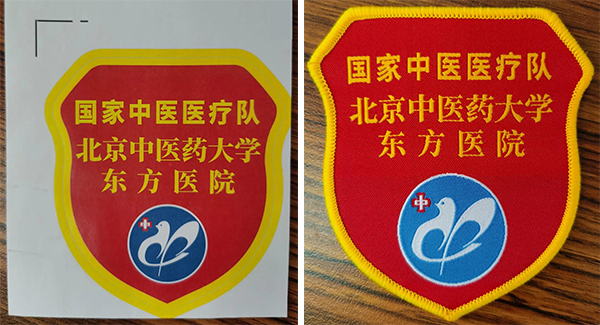 国家中医医疗队
北京中医药大学
东方医院
中
国家中医医疗队
北京中医药大学
东方医院
中